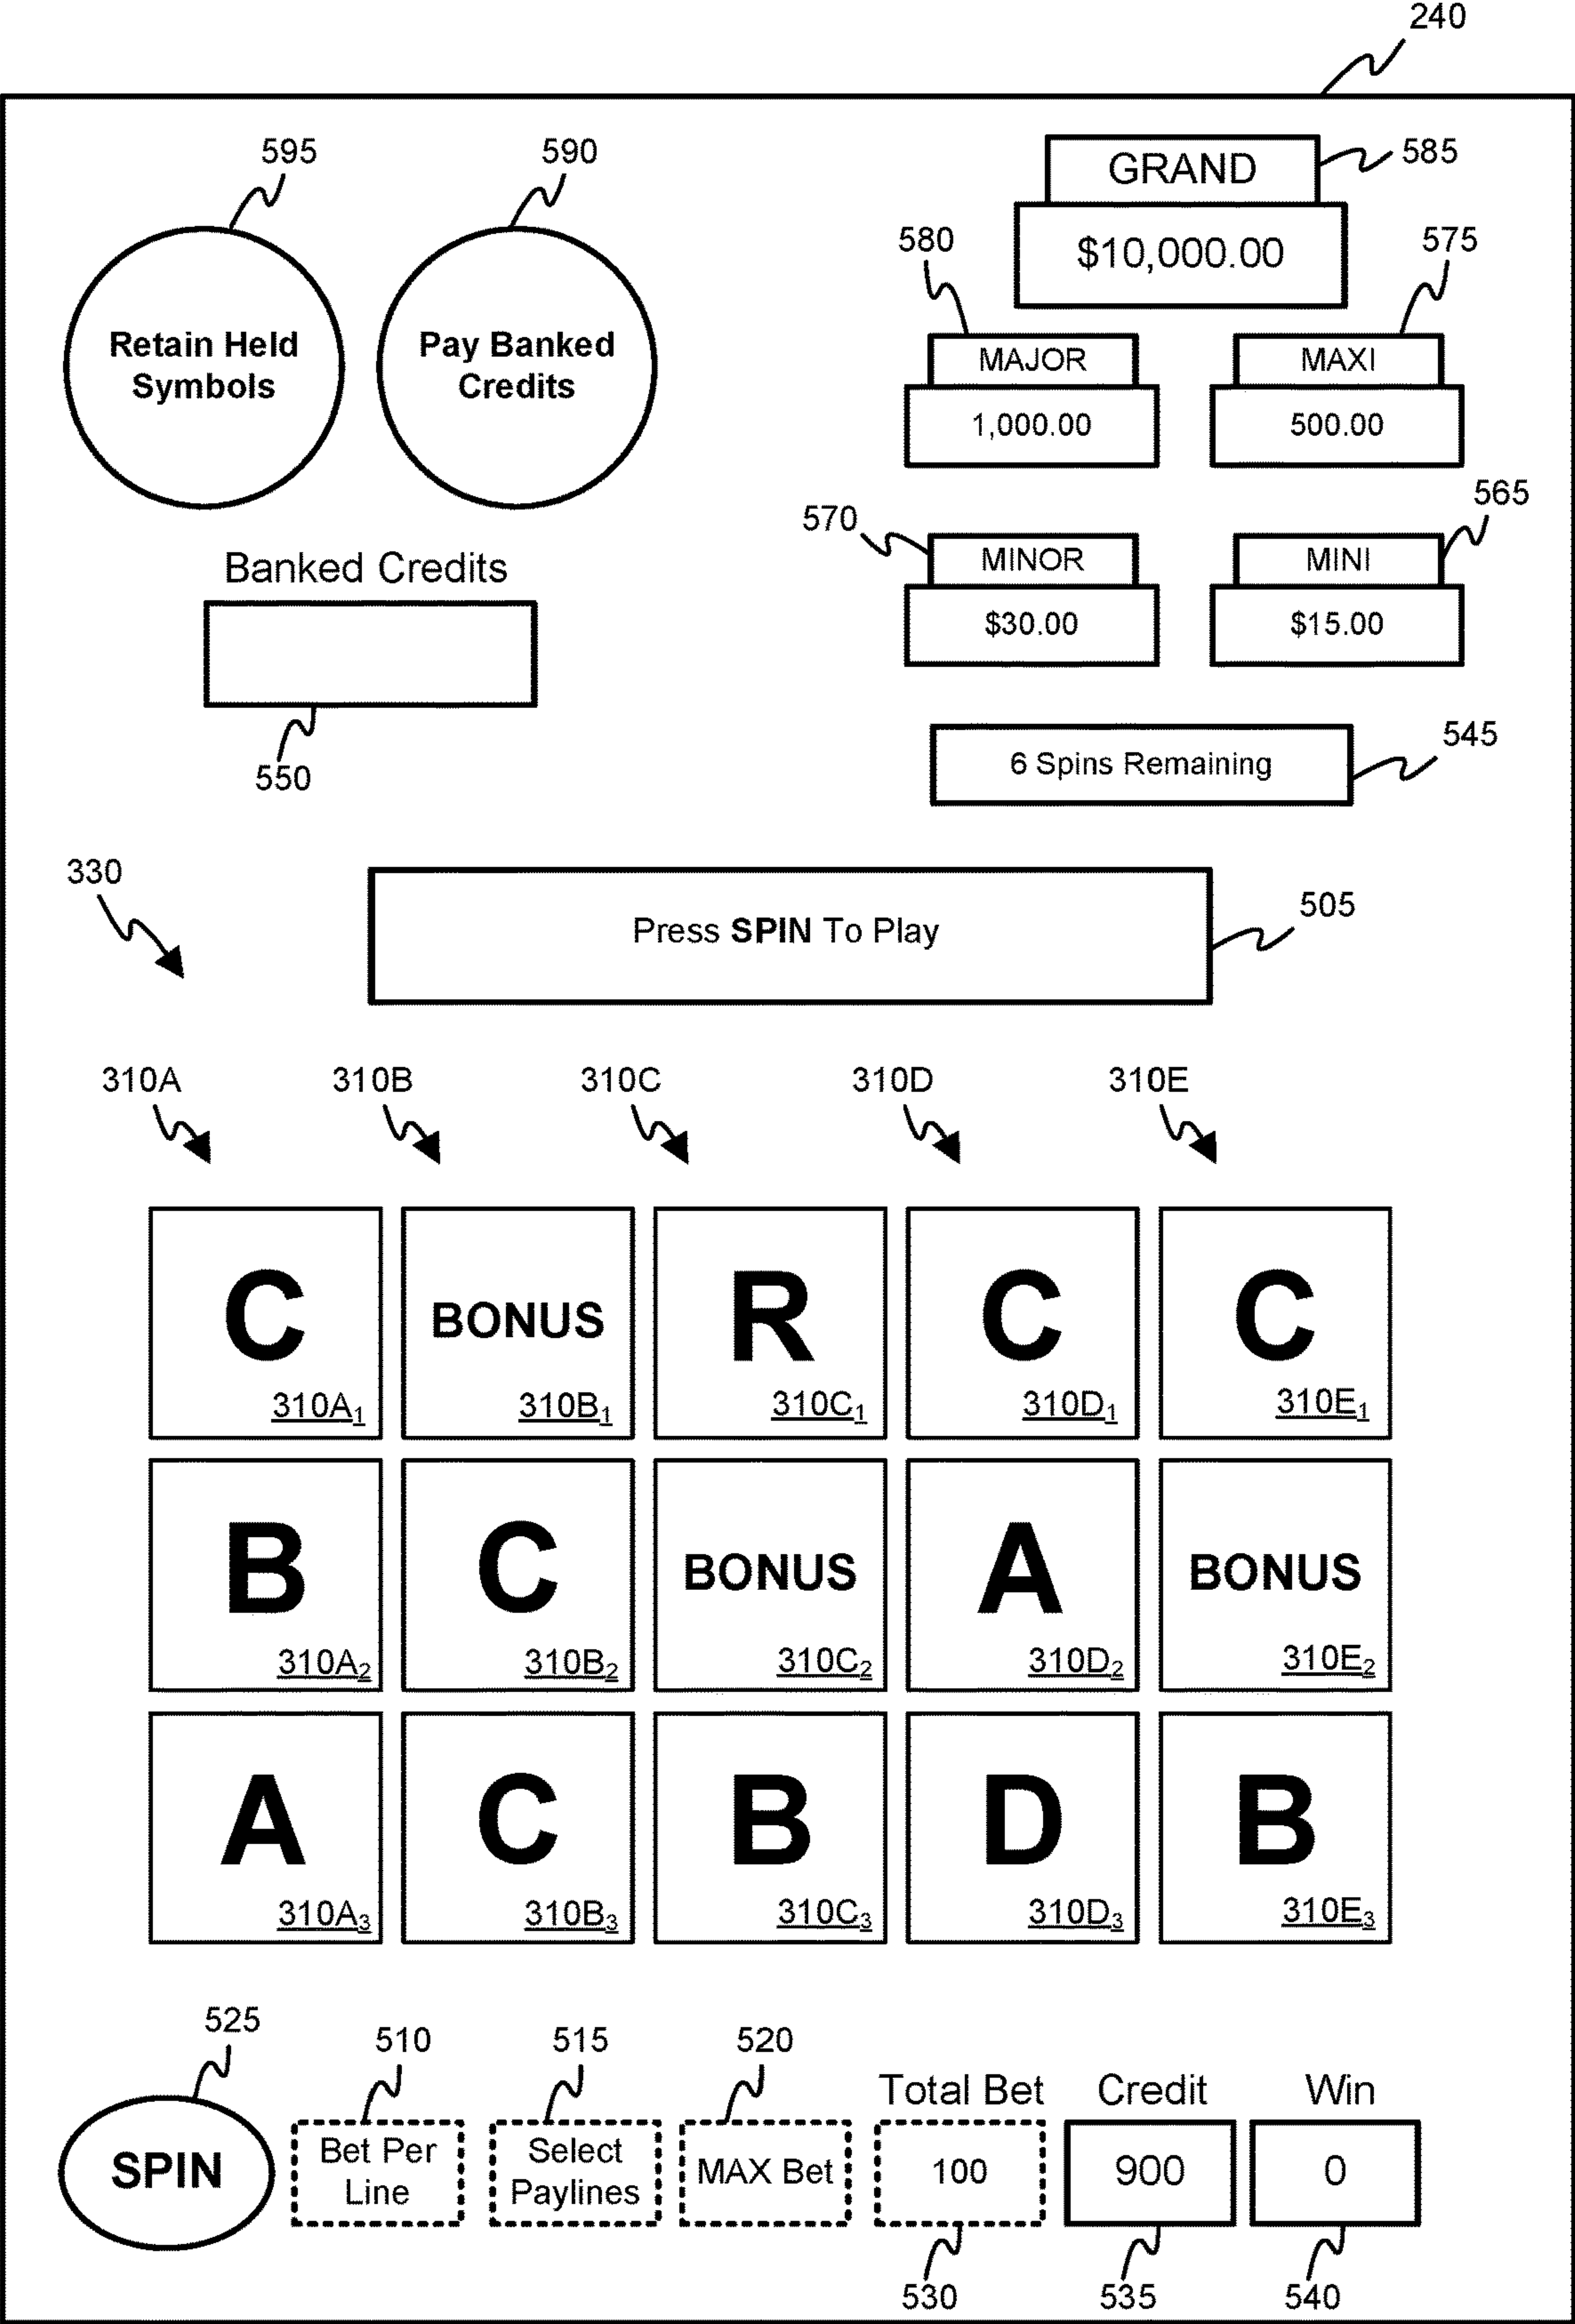 240
595
590
GRAND
585
$10,000.00
580
575
Retain Held
Symbols
Pay Banked
Credits
MAJOR
1,000.00
MAXI
500.00
570
565
MINOR
$30.00
MINI
$15.00
Banked Credits
550
6 Spins Remaining
545
330
Press SPIN To Play
505
310A
310B
310C
310D
310E
C
310A1
BONUS
310B1
R
310C1
C
310D1
C
310E1
B
310A2
C
310B2
BONUS
310C2
A
310D2
BONUS
310E2
A
310A3
C
310B3
B
310C3
D
310D3
B
310E3
525
510
515
520
SPIN
Bet Per
Line
Select
Paylines
MAX Bet
Total Bet
100
Credit
900
Win
0
530
535
540